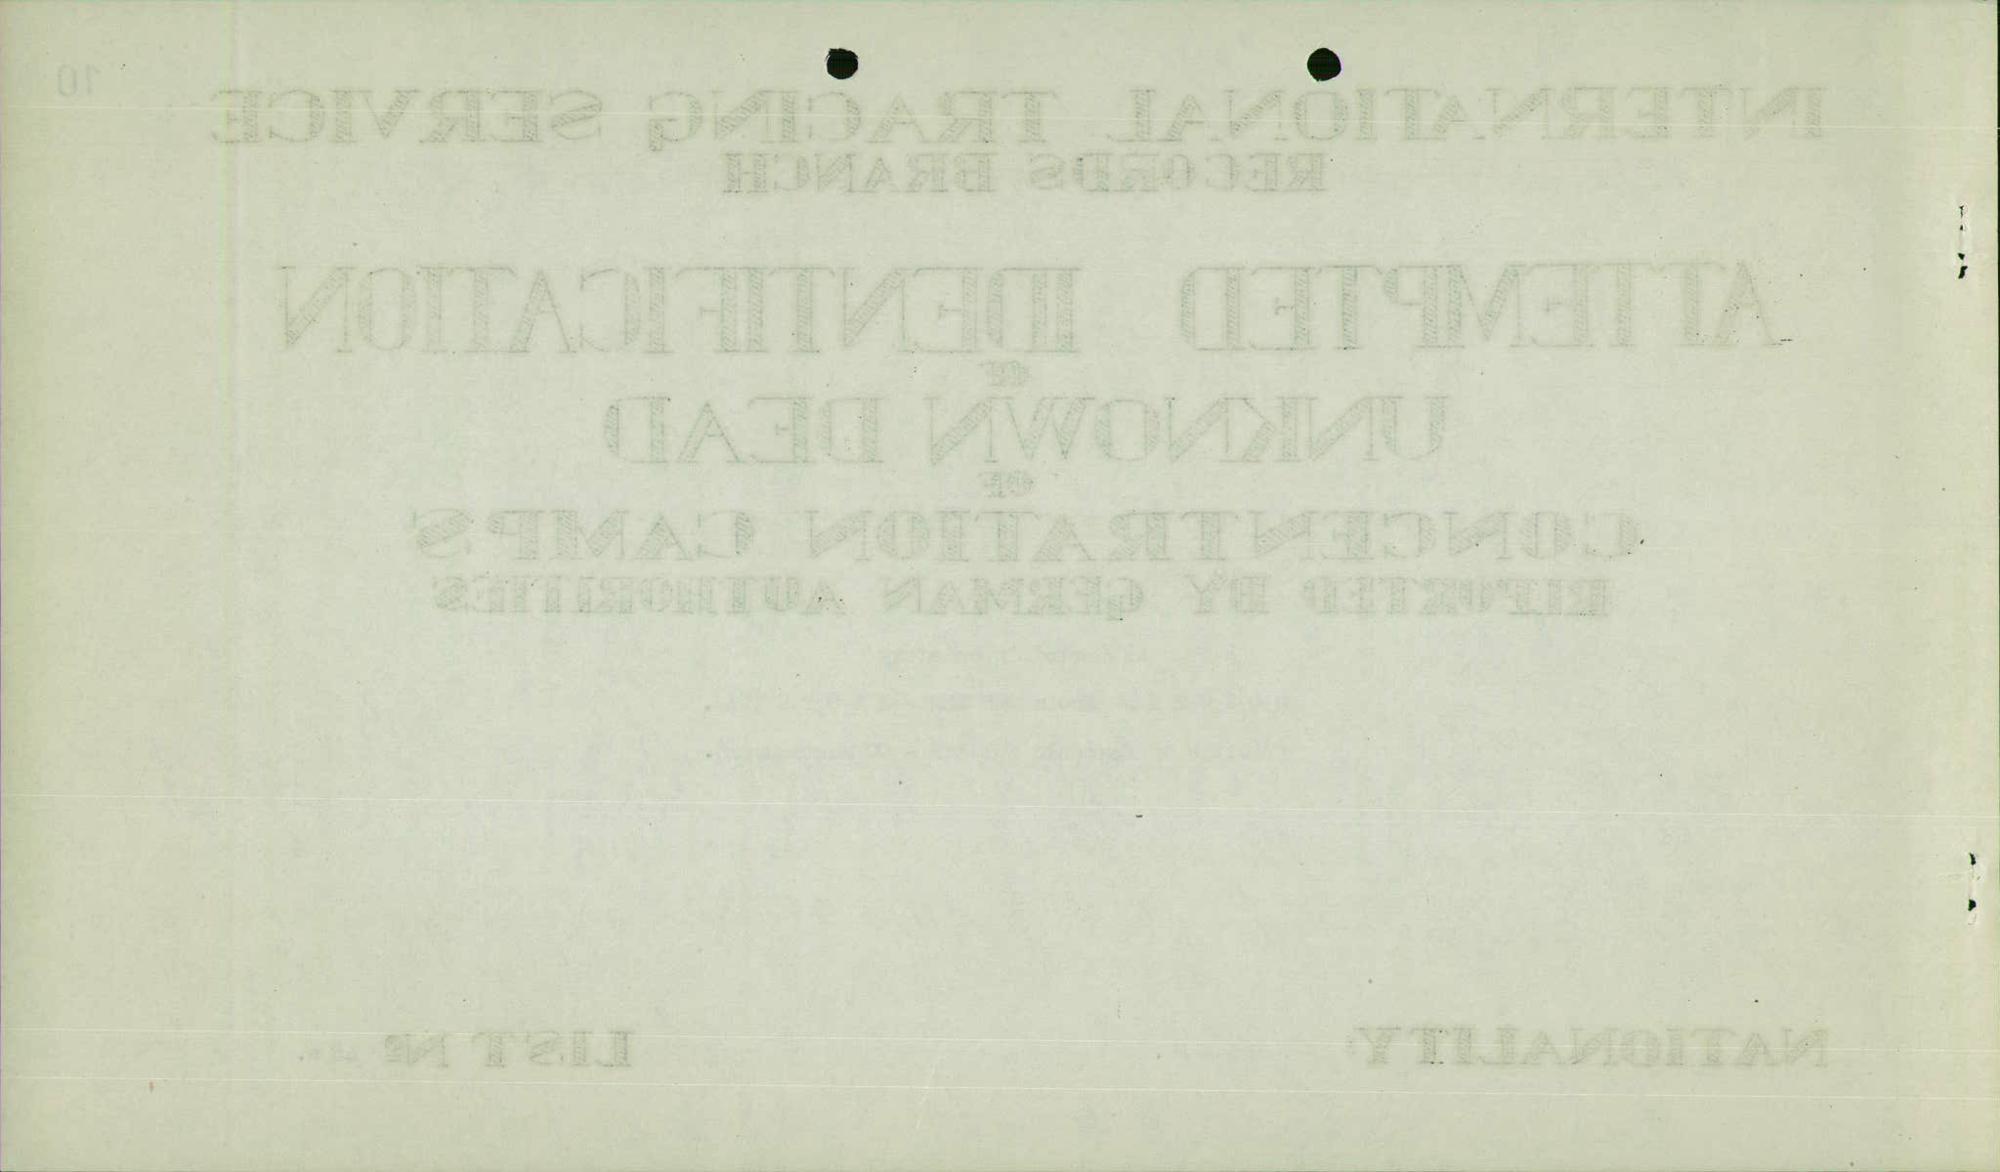 10
INTERNATIONAL TRACING SERVICE
RECORDS BRANCH
ATTEMPTED IDENTIFICATION
OF
UNKNOWN DEAD
OF
CONCENTRATION CAMPS
REPORTED BY GERMAN AUTHORITIES
NATIONALITY: LIST Nº